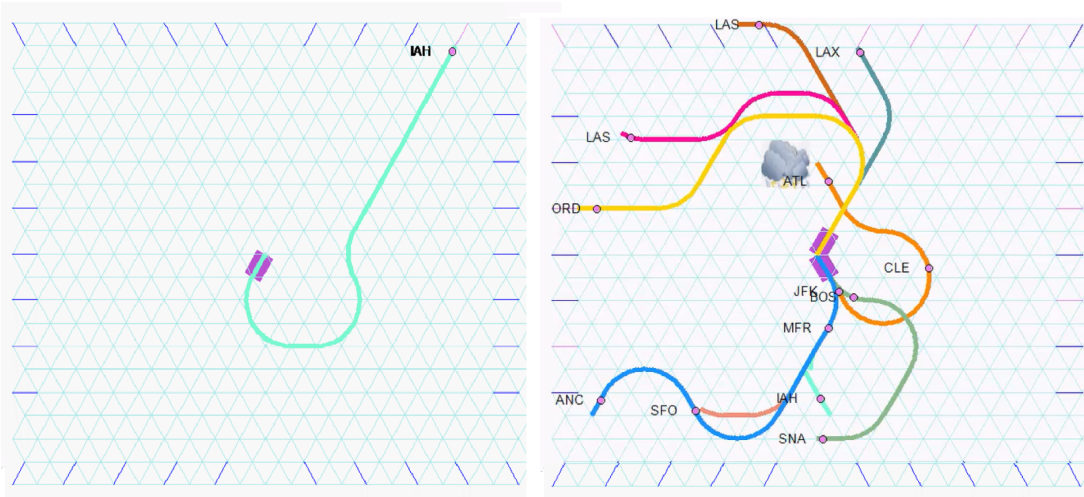 IAH
LAS
LAX
LAS
ATL
ORD
CLE
JFK
BOS
MFR
ANC
SFO
IAH
SNA